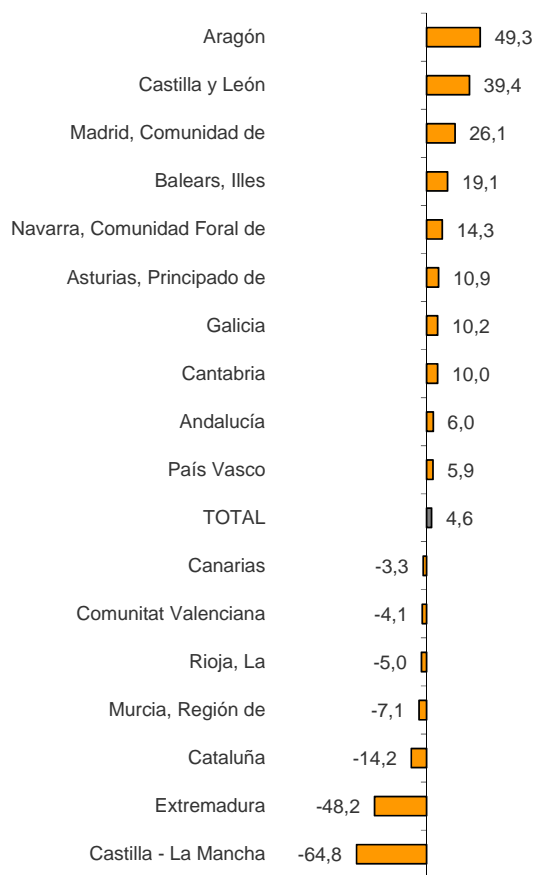 Aragón 49,3
Castilla y León 39,4
Madrid, Comunidad de 26,1
Balears, Illes 19,1
Navarra, Comunidad Foral de 14,3
Asturias, Principado de 10,9
Galicia 10,2
Cantabria 10,0
Andalucía 6,0
País Vasco 5,9
TOTAL 4,6
Canarias -3,3
Comunitat Valenciana -4,1
Rioja, La -5,0
Murcia, Región de -7,1
Cataluña -14,2
Extremadura -48,2
Castilla - La Mancha -64,8